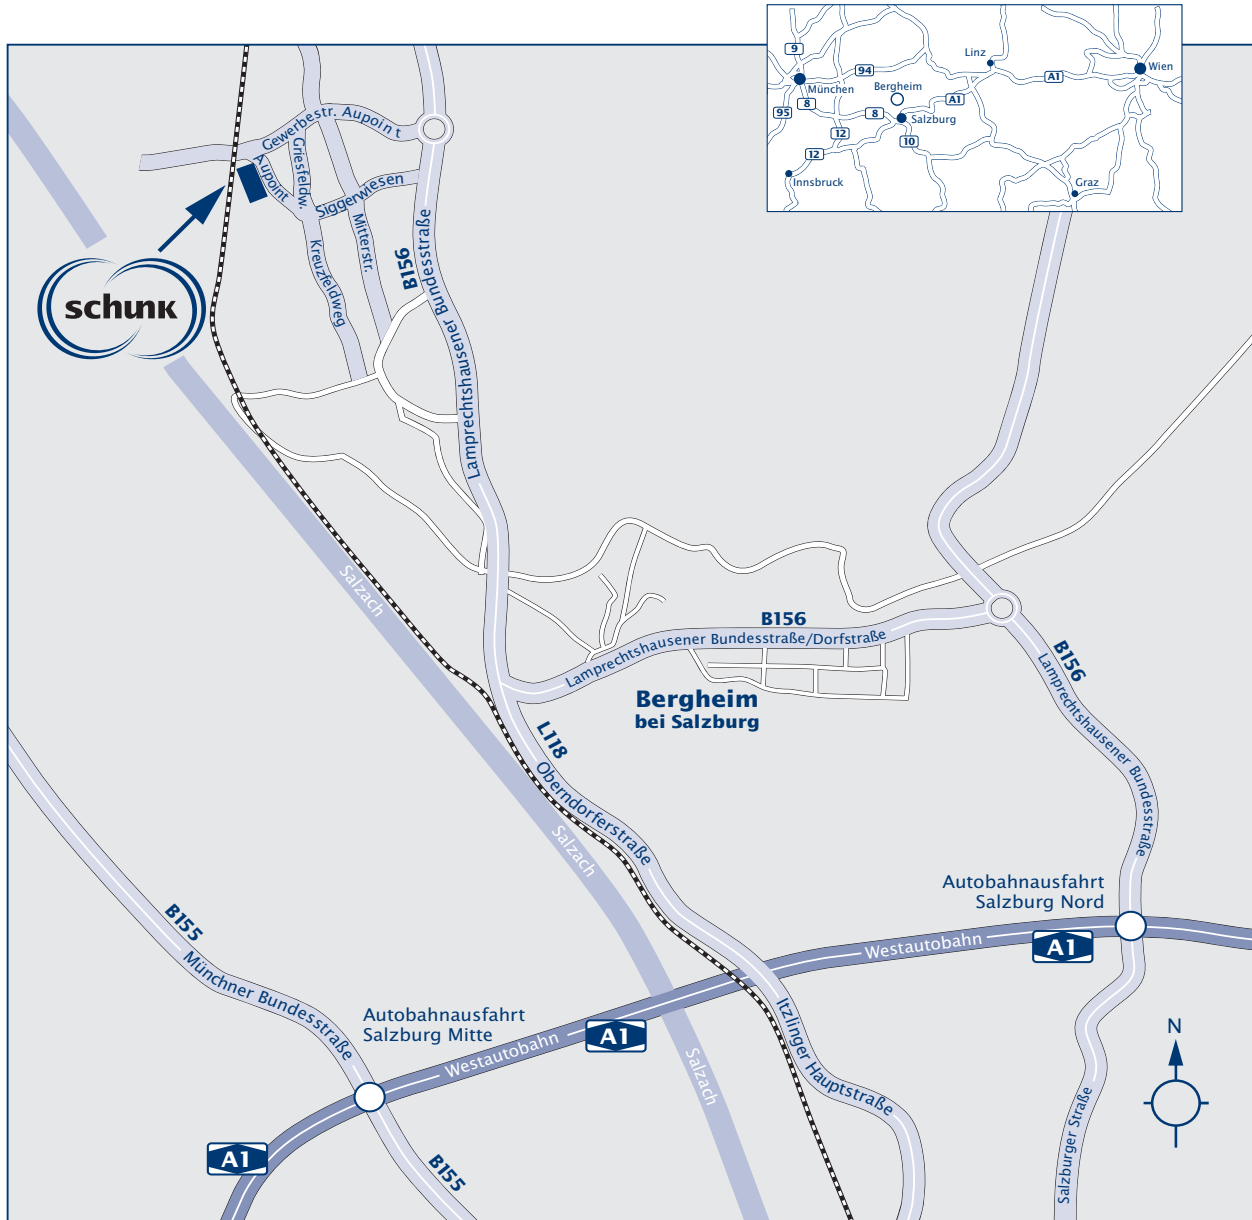 9
94
Linz
A1
Wien
München
Bergheim
8
95
8
A1
Salzburg
12
10
12
Innsbruck
Graz
Gewerbestr. Aupoint
Griesfeldw.
Aupoint
Siggerwiesen
Mitterstr.
Kreuzfeldweg
B156
Lamprechtshausener Bundesstraße
schunk
Salzach
B156
Lamprechtshausener Bundesstraße/Dorfstraße
Bergheim
bei Salzburg
B156
Lamprechtshausener Bundesstraße
L118
Oberndorferstraße
Salzach
Autobahnausfahrt
Salzburg Nord
Westautobahn
A1
B155
Münchner Bundesstraße
Autobahnausfahrt
Salzburg Mitte
Westautobahn
A1
Salzach
Itzlinger Hauptstraße
N
Salzburger Straße
A1
B155